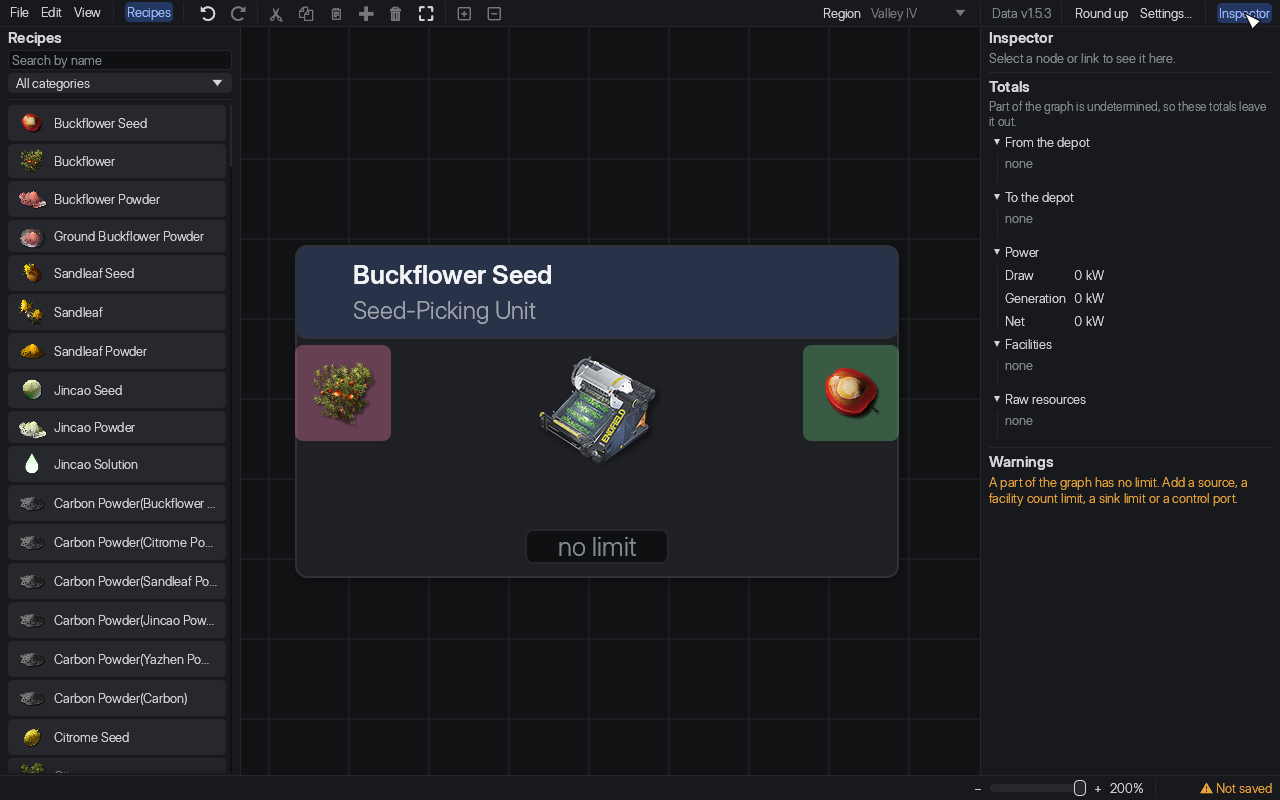 File Edit View Recipes Region Valley IV Data v1.5.3 Round up Settings... Inspector
Recipes
Search by name
All categories
Buckflower Seed
Buckflower
Buckflower Powder
Ground Buckflower Powder
Sandleaf Seed
Sandleaf
Sandleaf Powder
Jincao Seed
Jincao Powder
Jincao Solution
Carbon Powder(Buckflower ...
Carbon Powder(Citrome Po...
Carbon Powder(Sandleaf Po...
Carbon Powder(Jincao Pow...
Carbon Powder(Yazhen Po...
Carbon Powder(Carbon)
Citrome Seed
Buckflower Seed
Seed-Picking Unit
ENDFIELD
no limit
Inspector
Select a node or link to see it here.
Totals
Part of the graph is undetermined, so these totals leave
it out.
From the depot
none
To the depot
none
Power
Draw 0 kW
Generation 0 kW
Net 0 kW
Facilities
none
Raw resources
none
Warnings
A part of the graph has no limit. Add a source, a
facility count limit, a sink limit or a control port.
− + 200% Not saved